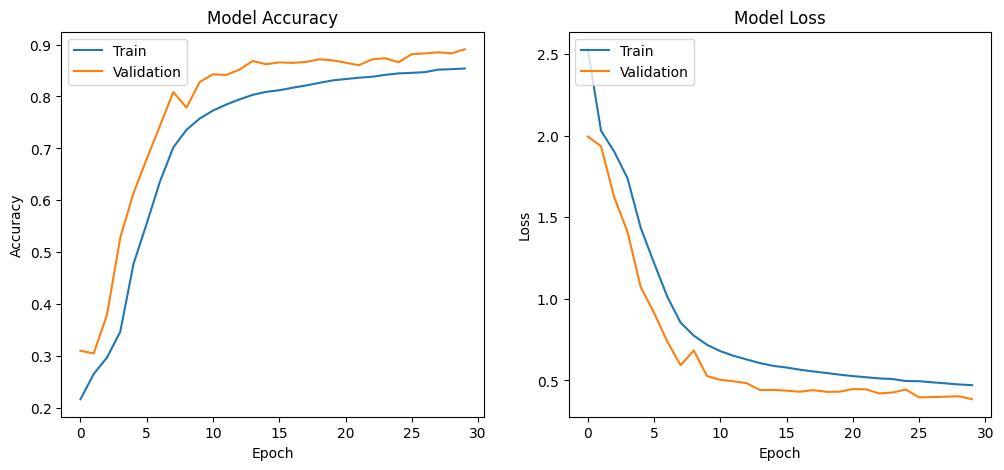 Model Accuracy
Train
Validation
0.9
0.8
0.7
0.6
0.5
0.4
0.3
0.2
Accuracy
0 5 10 15 20 25 30
Epoch
Model Loss
Train
Validation
2.5
2.0
1.5
1.0
0.5
Loss
0 5 10 15 20 25 30
Epoch